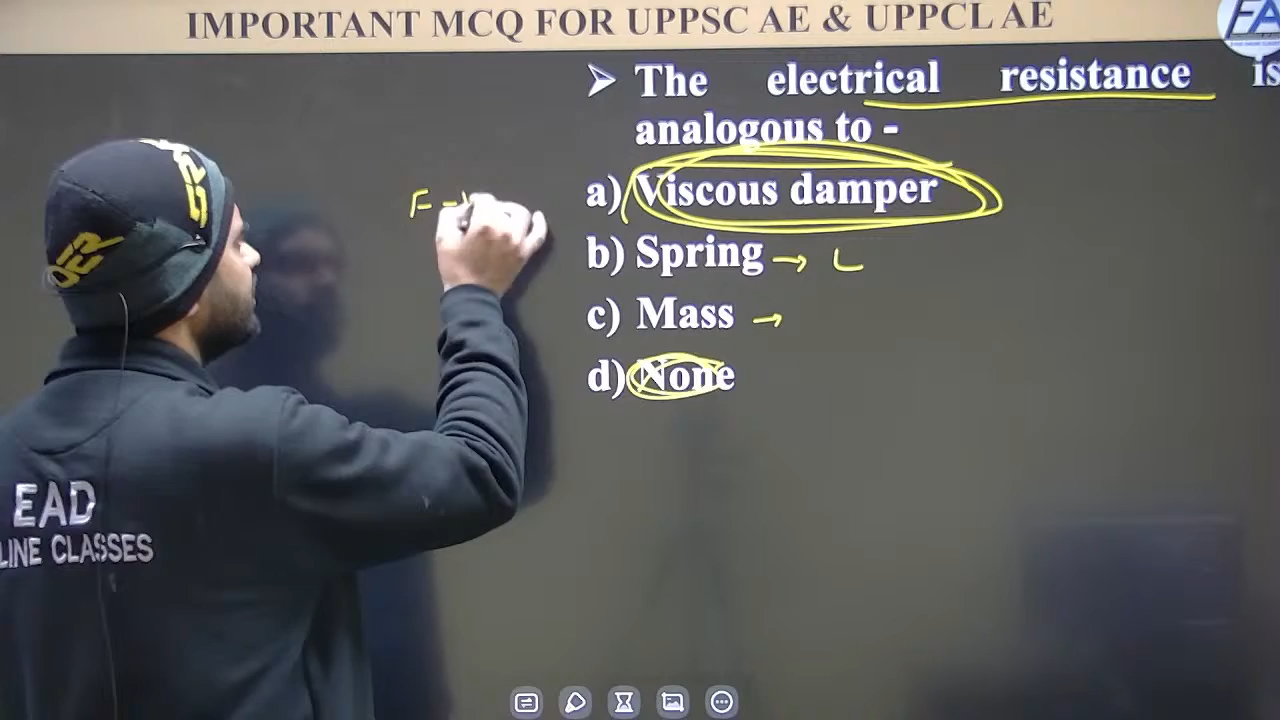 IMPORTANT MCQ FOR UPPSC AE & UPPCL AE
EA
➤ The electrical resistance is
analogous to -
a) Viscous damper
F -
b) Spring → L
c) Mass →
d) None
EAD
LINE CLASSES